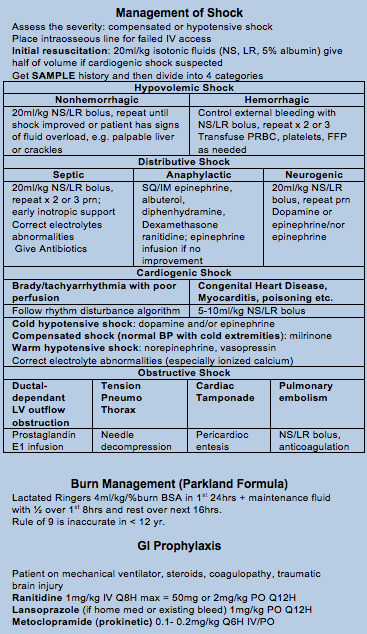 Management of Shock
Assess the severity: compensated or hypotensive shock
Place intraosseous line for failed IV access
Initial resuscitation: 20ml/kg isotonic fluids (NS, LR, 5% albumin) give
half of volume if cardiogenic shock suspected
Get SAMPLE history and then divide into 4 categories
Hypovolemic Shock
Nonhemorrhagic
20ml/kg NS/LR bolus, repeat until
shock improved or patient has signs
of fluid overload, e.g. palpable liver
or crackles
Hemorrhagic
Control external bleeding with
NS/LR bolus, repeat x 2 or 3
Transfuse PRBC, platelets, FFP
as needed
Distributive Shock
Septic
20ml/kg NS/LR bolus,
repeat x 2 or 3 prn;
early inotropic support
Correct electrolytes
abnormalities
Give Antibiotics
Anaphylactic
SQ/IM epinephrine,
albuterol,
diphenhydramine,
Dexamethasone
ranitidine; epinephrine
infusion if no
improvement
Neurogenic
20ml/kg NS/LR
bolus, repeat prn
Dopamine or
epinephrine/nor
epinephrine
Cardiogenic Shock
Brady/tachyarrhythmia with poor
perfusion
Follow rhythm disturbance algorithm
Congenital Heart Disease,
Myocarditis, poisoning etc.
5-10ml/kg NS/LR bolus
Cold hypotensive shock: dopamine and/or epinephrine
Compensated shock (normal BP with cold extremities): milrinone
Warm hypotensive shock: norepinephrine, vasopressin
Correct electrolyte abnormalities (especially ionized calcium)
Obstructive Shock
Ductal-
dependant
LV outflow
obstruction
Prostaglandin
E1 infusion
Tension
Pneumo
Thorax
Needle
decompression
Cardiac
Tamponade
Pericardioc
entesis
Pulmonary
embolism
NS/LR bolus,
anticoagulation
Burn Management (Parkland Formula)
Lactated Ringers 4ml/kg/%burn BSA in 1st 24hrs + maintenance fluid
with ½ over 1st 8hrs and rest over next 16hrs.
Rule of 9 is inaccurate in < 12 yr.
GI Prophylaxis
Patient on mechanical ventilator, steroids, coagulopathy, traumatic
brain injury
Ranitidine 1mg/kg IV Q8H max = 50mg or 2mg/kg PO Q12H
Lansoprazole (if home med or existing bleed) 1mg/kg PO Q12H
Metoclopramide (prokinetic) 0.1- 0.2mg/kg Q6H IV/PO